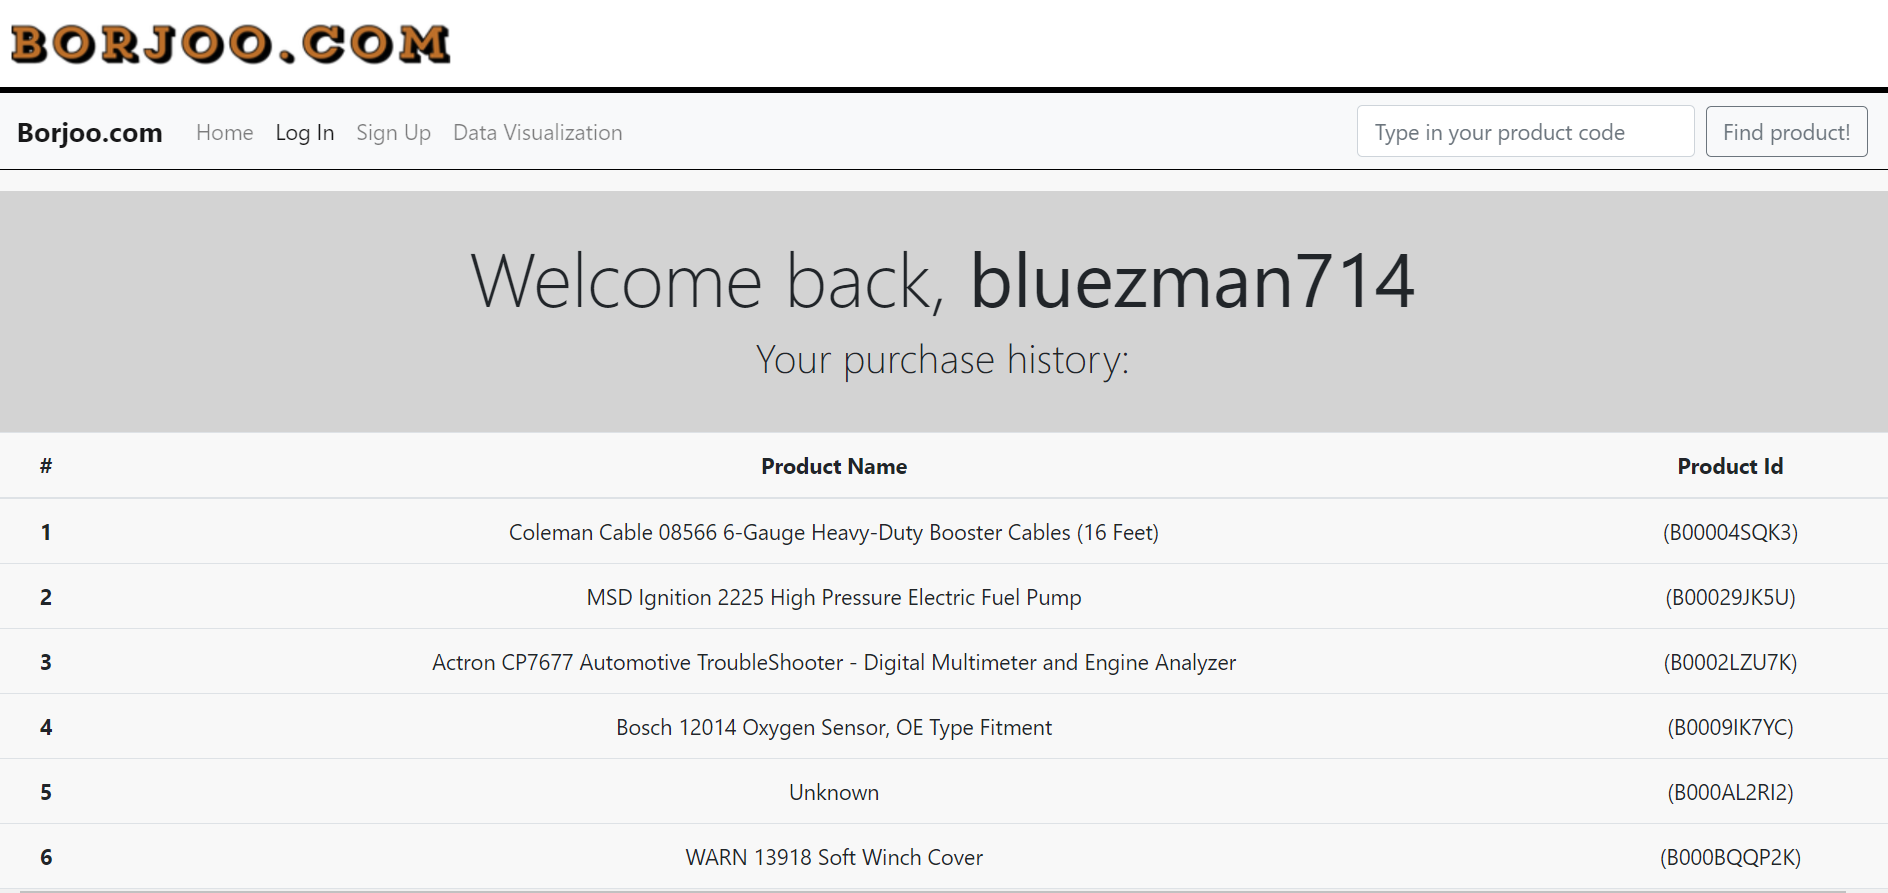 BORJOO.COM
Borjoo.com Home Log In Sign Up Data Visualization Type in your product code Find product!
Welcome back, bluezman714
Your purchase history:
# Product Name Product Id
1 Coleman Cable 08566 6-Gauge Heavy-Duty Booster Cables (16 Feet) (B00004SQK3)
2 MSD Ignition 2225 High Pressure Electric Fuel Pump (B00029JK5U)
3 Actron CP7677 Automotive TroubleShooter - Digital Multimeter and Engine Analyzer (B0002LZU7K)
4 Bosch 12014 Oxygen Sensor, OE Type Fitment (B0009IK7YC)
5 Unknown (B000AL2RI2)
6 WARN 13918 Soft Winch Cover (B000BQQP2K)